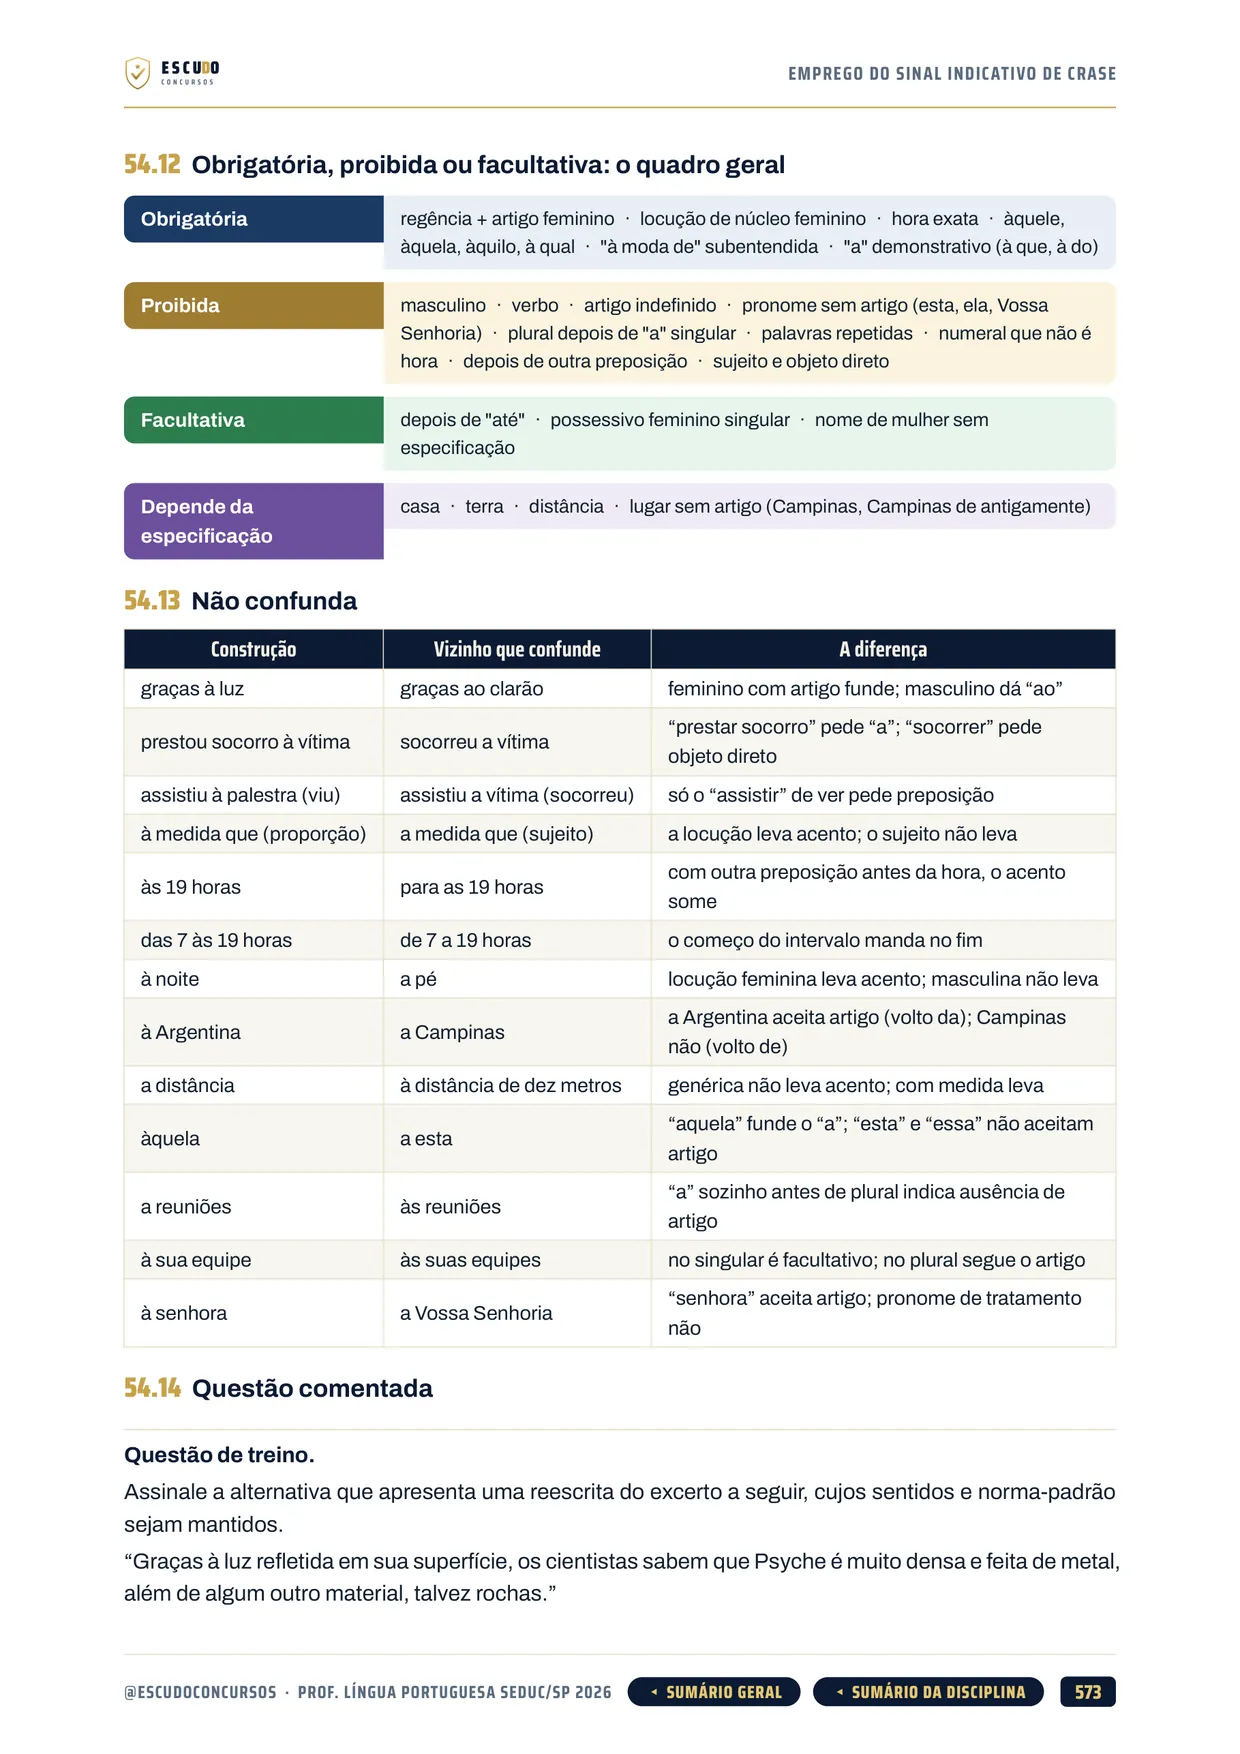 ESCUDO
CONCURSOS
EMPREGO DO SINAL INDICATIVO DE CRASE
54.12 Obrigatória, proibida ou facultativa: o quadro geral
Obrigatória
regência + artigo feminino · locução de núcleo feminino · hora exata · àquele,
àquela, àquilo, à qual · "à moda de" subentendida · "a" demonstrativo (à que, à do)
Proibida
masculino · verbo · artigo indefinido · pronome sem artigo (esta, ela, Vossa
Senhoria) · plural depois de "a" singular · palavras repetidas · numeral que não é
hora · depois de outra preposição · sujeito e objeto direto
Facultativa
depois de "até" · possessivo feminino singular · nome de mulher sem
especificação
Depende da
especificação
casa · terra · distância · lugar sem artigo (Campinas, Campinas de antigamente)
54.13 Não confunda
Construção Vizinho que confunde A diferença
graças à luz graças ao clarão feminino com artigo funde; masculino dá “ao”
prestou socorro à vítima socorreu a vítima “prestar socorro” pede “a”; “socorrer” pede
objeto direto
assistiu à palestra (viu) assistiu a vítima (socorreu) só o “assistir” de ver pede preposição
à medida que (proporção) a medida que (sujeito) a locução leva acento; o sujeito não leva
às 19 horas para as 19 horas com outra preposição antes da hora, o acento
some
das 7 às 19 horas de 7 a 19 horas o começo do intervalo manda no fim
à noite a pé locução feminina leva acento; masculina não leva
à Argentina a Campinas a Argentina aceita artigo (volto da); Campinas
não (volto de)
a distância à distância de dez metros genérica não leva acento; com medida leva
àquela a esta “aquela” funde o “a”; “esta” e “essa” não aceitam
artigo
a reuniões às reuniões “a” sozinho antes de plural indica ausência de
artigo
à sua equipe às suas equipes no singular é facultativo; no plural segue o artigo
à senhora a Vossa Senhoria “senhora” aceita artigo; pronome de tratamento
não
54.14 Questão comentada
Questão de treino.
Assinale a alternativa que apresenta uma reescrita do excerto a seguir, cujos sentidos e norma-padrão
sejam mantidos.
“Graças à luz refletida em sua superfície, os cientistas sabem que Psyche é muito densa e feita de metal,
além de algum outro material, talvez rochas.”
@ESCUDOCONCURSOS · PROF. LÍNGUA PORTUGUESA SEDUC/SP 2026 SUMÁRIO GERAL SUMÁRIO DA DISCIPLINA 573